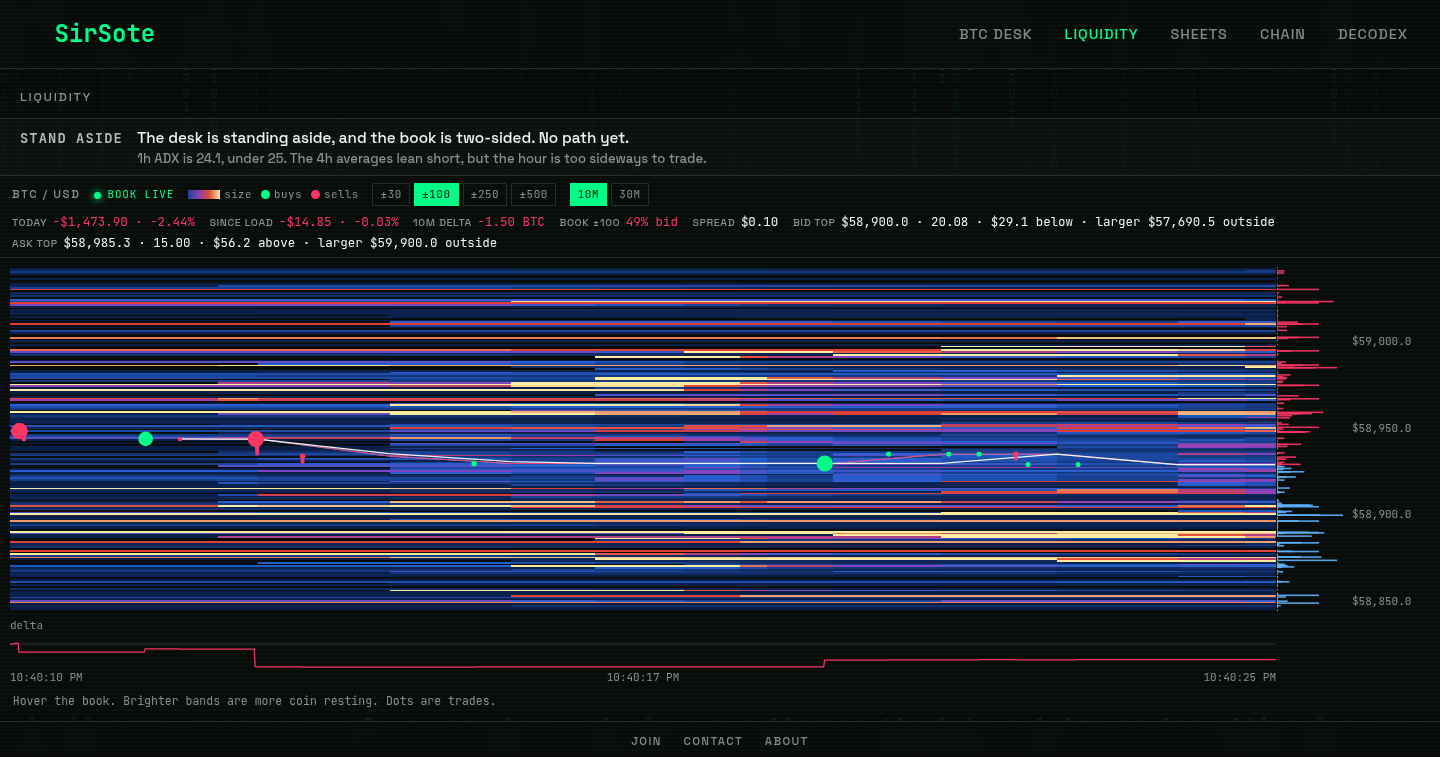 SirSote
BTC DESK LIQUIDITY SHEETS CHAIN DECODEX
LIQUIDITY
STAND ASIDE The desk is standing aside, and the book is two-sided. No path yet.
1h ADX is 24.1, under 25. The 4h averages lean short, but the hour is too sideways to trade.
BTC / USD BOOK LIVE size buys sells ±30 ±100 ±250 ±500 10M 30M
TODAY -$1,473.90 · -2.44% SINCE LOAD -$14.85 · -0.03% 10M DELTA -1.50 BTC BOOK ±100 49% bid SPREAD $0.10 BID TOP $58,900.0 · 20.08 · $29.1 below · larger $57,690.5 outside
ASK TOP $58,985.3 · 15.00 · $56.2 above · larger $59,900.0 outside
$59,000.0
$58,950.0
$58,900.0
$58,850.0
delta
10:40:10 PM 10:40:17 PM 10:40:25 PM
Hover the book. Brighter bands are more coin resting. Dots are trades.
JOIN CONTACT ABOUT